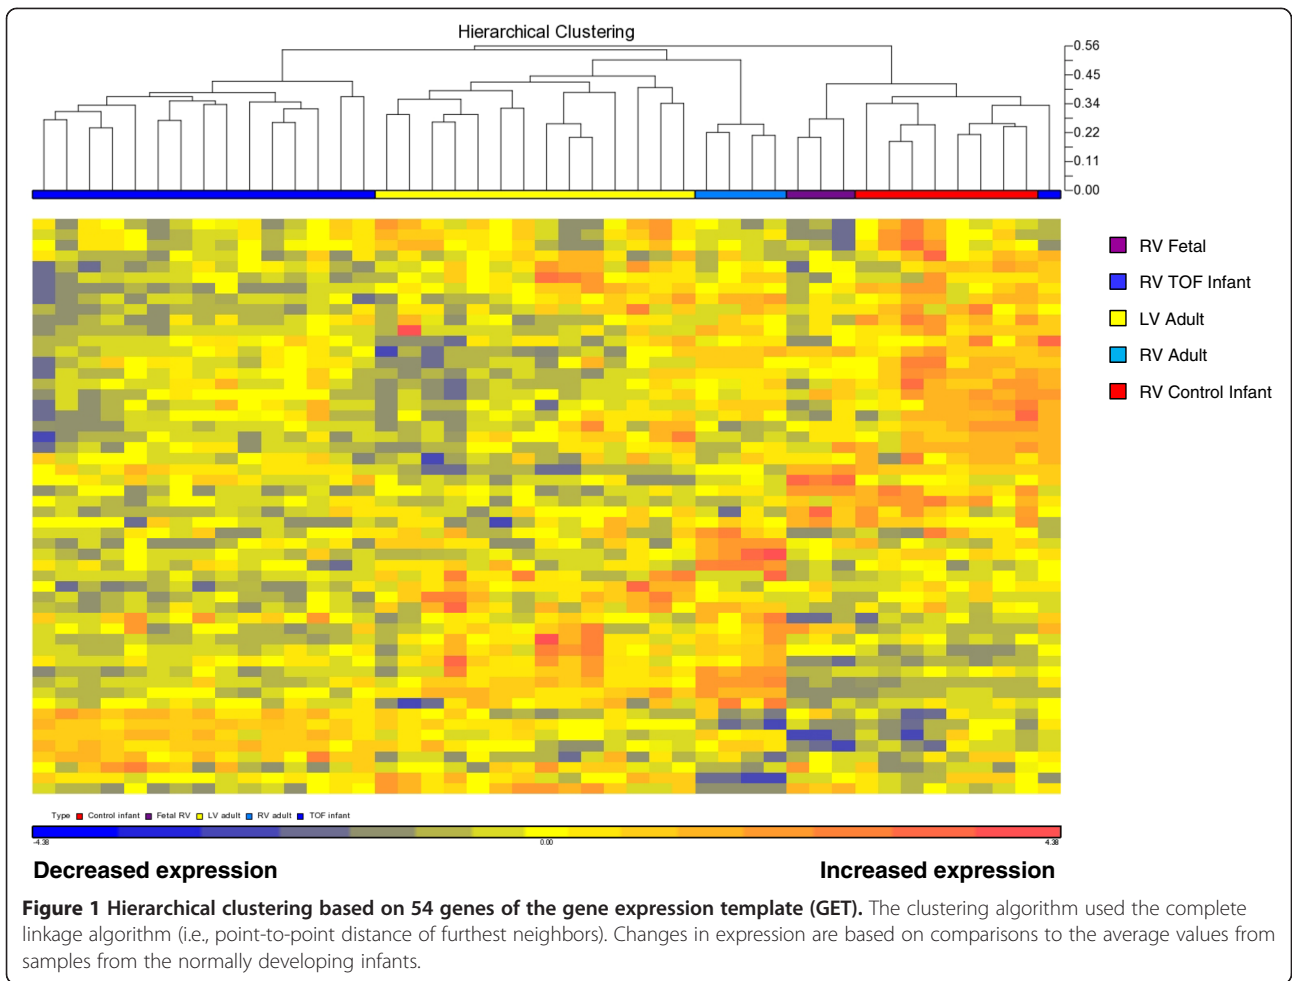 Hierarchical Clustering
0.56
0.45
0.34
0.22
0.11
0.00
RV Fetal
RV TOF Infant
LV Adult
RV Adult
RV Control Infant
Type Control infant Fetal RV LV adult RV adult TOF infant
-4.38 0.00 4.38
Decreased expression Increased expression
Figure 1 Hierarchical clustering based on 54 genes of the gene expression template (GET). The clustering algorithm used the complete
linkage algorithm (i.e., point-to-point distance of furthest neighbors). Changes in expression are based on comparisons to the average values from
samples from the normally developing infants.